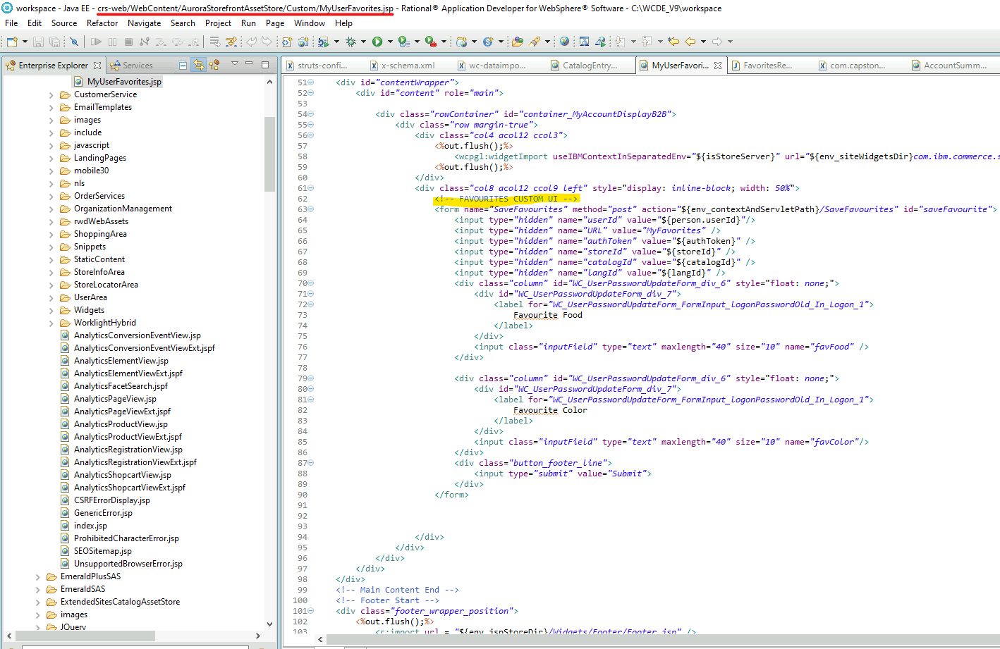 workspace - Java EE - crs-web/WebContent/AuroraStorefrontAssetStore/Custom/MyUserFavorites.jsp - Rational® Application Developer for WebSphere® Software - C:\WCDE_V9\workspace
File Edit Source Refactor Navigate Search Project Run Page Window Help
Enterprise Explorer Services
MyUserFavorites.jsp
CustomerService
EmailTemplates
images
include
javascript
LandingPages
mobile30
nls
OrderServices
OrganizationManagement
rwdWebAssets
ShoppingArea
Snippets
StaticContent
StoreInfoArea
StoreLocatorArea
UserArea
Widgets
WorklightHybrid
AnalyticsConversionEventView.jsp
AnalyticsConversionEventViewExt.jspf
AnalyticsElementView.jsp
AnalyticsElementViewExt.jspf
AnalyticsFacetSearch.jspf
AnalyticsPageView.jsp
AnalyticsPageViewExt.jspf
AnalyticsProductView.jsp
AnalyticsProductViewExt.jspf
AnalyticsRegistrationView.jsp
AnalyticsRegistrationViewExt.jspf
AnalyticsShopcartView.jsp
AnalyticsShopcartViewExt.jspf
CSRFErrorDisplay.jsp
GenericError.jsp
index.jsp
ProhibitedCharacterError.jsp
SEOSitemap.jsp
UnsupportedBrowserError.jsp
EmeraldPlusSAS
EmeraldSAS
ExtendedSitesCatalogAssetStore
images
JQuery
struts-confi... x-schema.xml wc-dataimpo... CatalogEntry... MyUserFavori... FavoritesRe... com.capston... AccountSumm...
51 <div id="contentWrapper">
52 <div id="content" role="main">
53
54 <div class="rowContainer" id="container_MyAccountDisplayB2B">
55 <div class="row margin-true">
56 <div class="col4 acol12 ccol3">
57 <%out.flush();%>
58 <wcpgl:widgetImport useIBMContextInSeparatedEnv="${isStoreServer}" url="${env_siteWidgetsDir}com.ibm.commerce.s
59 <%out.flush();%>
60 </div>
61 <div class="col8 acol12 ccol9 left" style="display: inline-block; width: 50%">
62 <!-- FAVOURITES CUSTOM UI -->
63 <form name="SaveFavourites" method="post" action="${env_contextAndServletPath}/SaveFavourites" id="saveFavourite">
64 <input type="hidden" name="userId" value="${person.userId}"/>
65 <input type="hidden" name="URL" value="MyFavorites" />
66 <input type="hidden" name="authToken" value="${authToken}" />
67 <input type="hidden" name="storeId" value="${storeId}" />
68 <input type="hidden" name="catalogId" value="${catalogId}" />
69 <input type="hidden" name="langId" value="${langId}" />
70 <div class="column" id="WC_UserPasswordUpdateForm_div_6" style="float: none;">
71 <div id="WC_UserPasswordUpdateForm_div_7">
72 <label for="WC_UserPasswordUpdateForm_FormInput_logonPasswordOld_In_Logon_1">
73 Favourite Food
74 </label>
75 </div>
76 <input class="inputField" type="text" maxlength="40" size="10" name="favFood" />
77 </div>
78
79 <div class="column" id="WC_UserPasswordUpdateForm_div_6" style="float: none;">
80 <div id="WC_UserPasswordUpdateForm_div_7">
81 <label for="WC_UserPasswordUpdateForm_FormInput_logonPasswordOld_In_Logon_1">
82 Favourite Color
83 </label>
84 </div>
85 <input class="inputField" type="text" maxlength="40" size="10" name="favColor"/>
86 </div>
87 <div class="button_footer_line">
88 <input type="submit" value="Submit">
89 </div>
90 </form>
91
92
93
94 </div>
95 </div>
96 </div>
97 </div>
98 </div>
99 <!-- Main Content End -->
100 <!-- Footer Start -->
101 <div class="footer_wrapper_position">
102 <%out.flush();%>
103 <c:import url = "${env_jspStoreDir}/Widgets/Footer/Footer.jsp" />